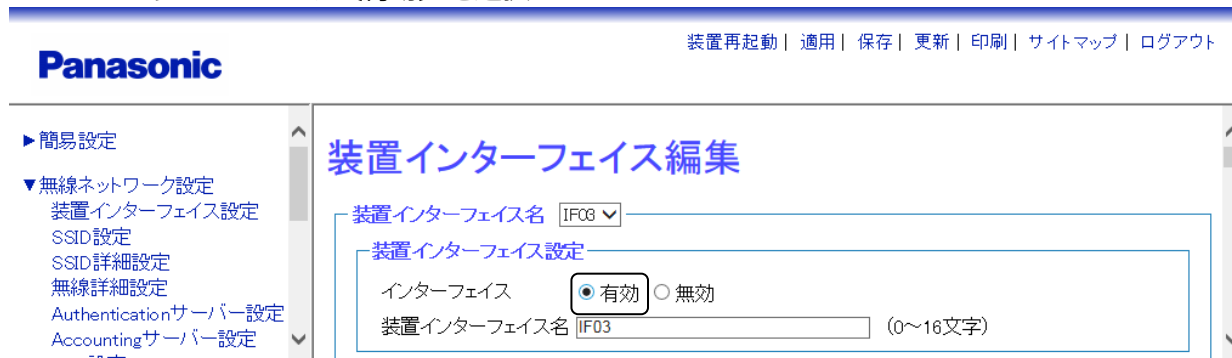 装置再起動| 適用| 保存| 更新| 印刷| サイトマップ| ログアウト
Panasonic
▶簡易設定
▼無線ネットワーク設定
装置インターフェイス設定
SSID設定
SSID詳細設定
無線詳細設定
Authenticationサーバー設定
Accountingサーバー設定
装置インターフェイス編集
装置インターフェイス名 IF03
装置インターフェイス設定
インターフェイス 有効 無効
装置インターフェイス名 IF03 (0~16文字)